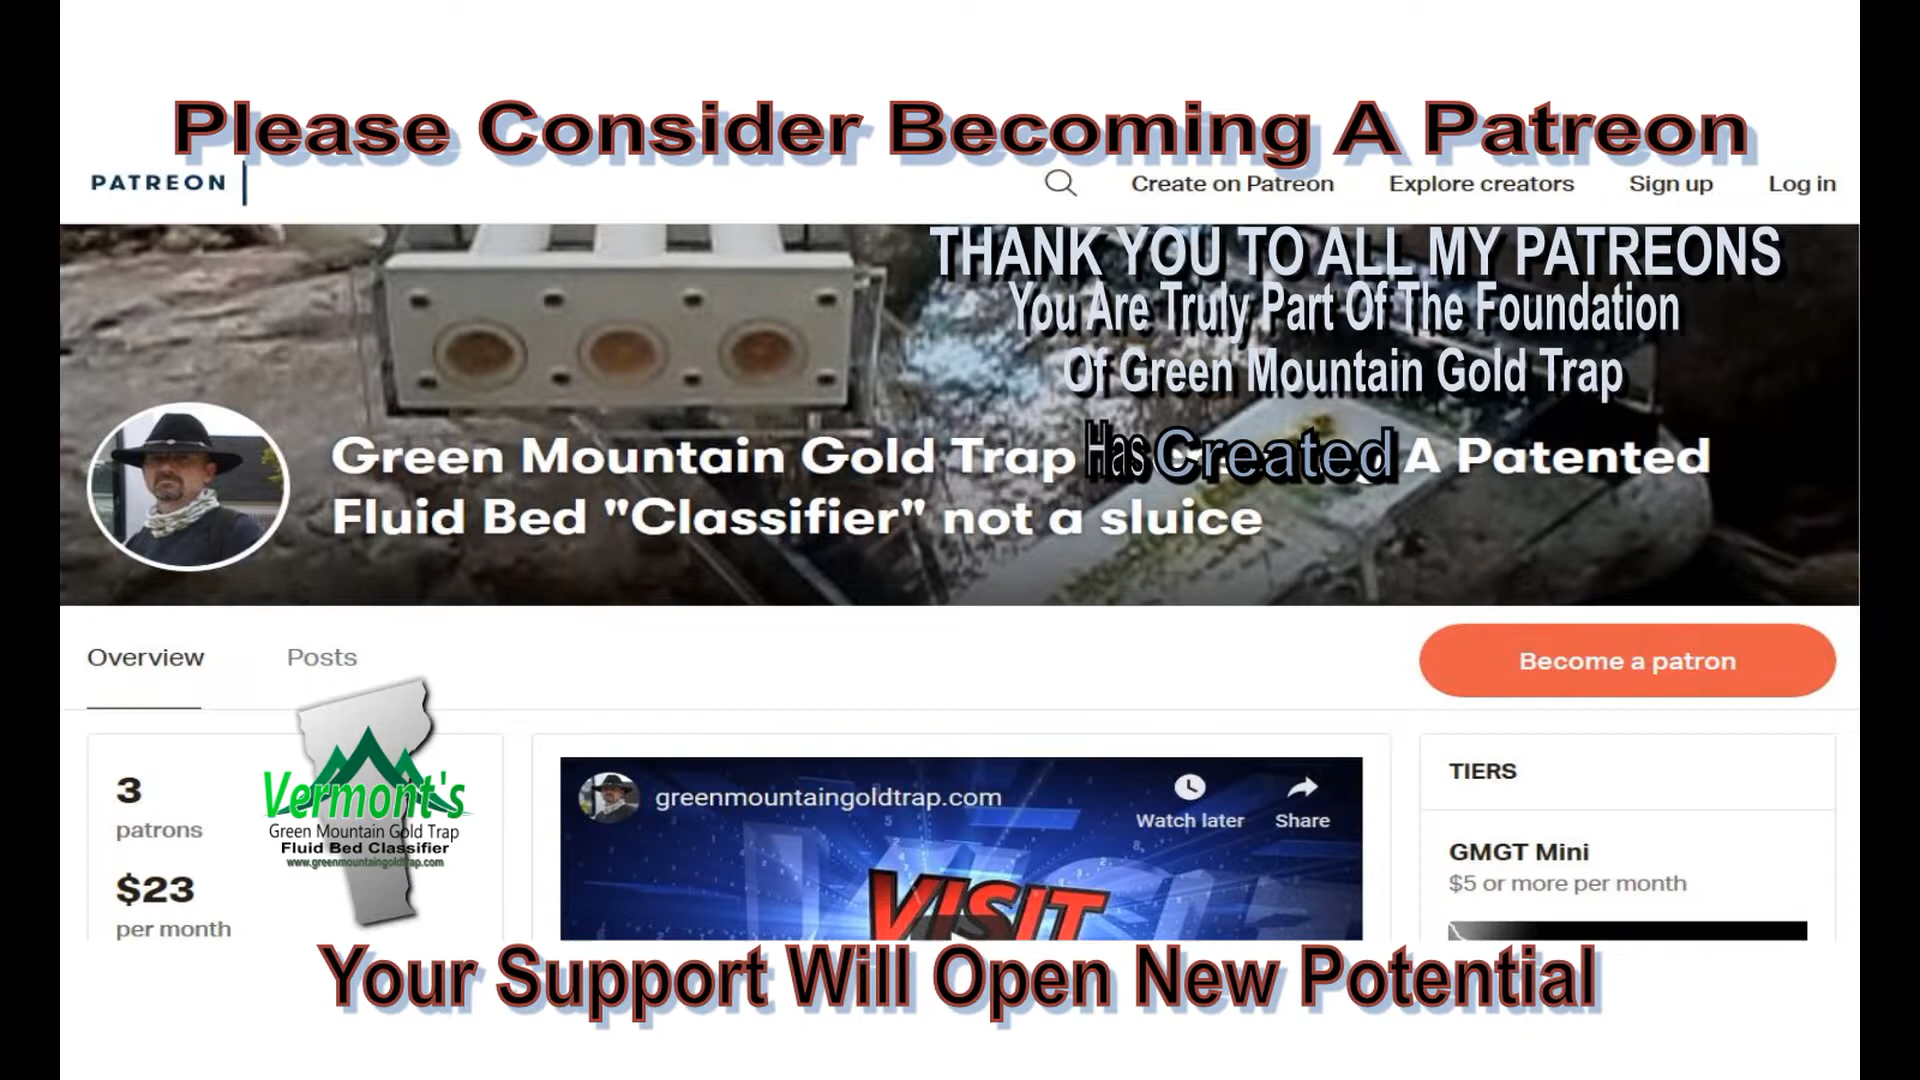 Please Consider Becoming A Patreon
PATREON
Create on Patreon
Explore creators
Sign up
Log in
THANK YOU TO ALL MY PATREONS
You Are Truly Part Of The Foundation
Of Green Mountain Gold Trap
Green Mountain Gold Trap Has Created A Patented
Fluid Bed "Classifier" not a sluice
Overview
Posts
Become a patron
3
patrons
$23
per month
Vermont's
Green Mountain Gold Trap
Fluid Bed Classifier
www.greenmountaingoldtrap.com
greenmountaingoldtrap.com
Watch later
Share
VISIT
TIERS
GMGT Mini
$5 or more per month
Your Support Will Open New Potential